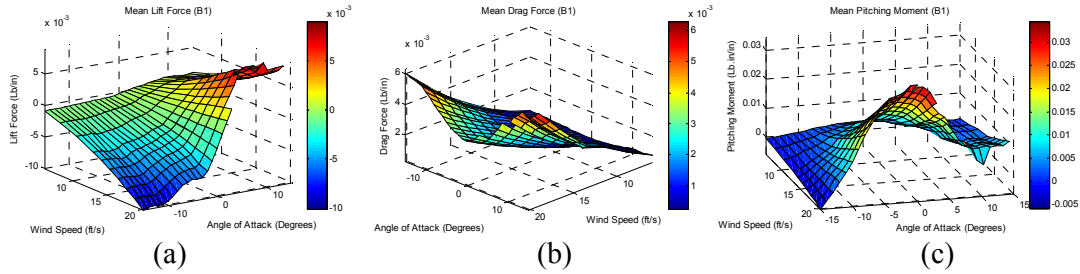 Mean Lift Force (B1)
x 10⁻³
5
0
-5
-10
Lift Force (Lb/in)
10
15
20
Wind Speed (ft/s)
-10
0
10
Angle of Attack (Degrees)
x 10⁻³
5
0
-5
-10
(a)
Mean Drag Force (B1)
x 10⁻³
6
4
2
Drag Force (Lb/in)
-10
0
10
Angle of Attack (Degrees)
20
15
10
Wind Speed (ft/s)
x 10⁻³
6
5
4
3
2
1
(b)
Mean Pitching Moment (B1)
0.03
0.02
0.01
0
Pitching Moment (Lb.in/in)
10
15
20
Wind Speed (ft/s)
-15
-10
-5
0
5
10
15
Angle of Attack (Degrees)
0.03
0.025
0.02
0.015
0.01
0.005
0
-0.005
(c)